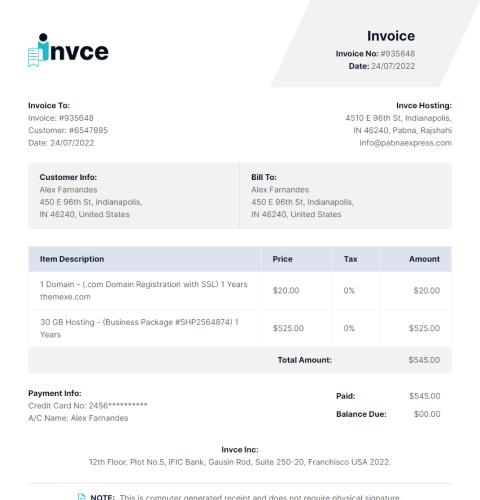 invce
Invoice
Invoice No: #935648
Date: 24/07/2022
Invoice To:
Invoice: #935648
Customer: #6547895
Date: 24/07/2022
Invce Hosting:
4510 E 96th St, Indianapolis,
IN 46240, Pabna, Rajshahi
info@pabnaexpress.com
Customer Info:
Alex Farnandes
450 E 96th St, Indianapolis,
IN 46240, United States
Bill To:
Alex Farnandes
450 E 96th St, Indianapolis,
IN 46240, United States
Item Description Price Tax Amount
1 Domain - (.com Domain Registration with SSL) 1 Years
themexe.com
$20.00 0% $20.00
30 GB Hosting - (Business Package #SHP2564874) 1
Years
$525.00 0% $525.00
Total Amount: $545.00
Payment Info:
Credit Card No: 2456**********
A/C Name: Alex Farnandes
Paid: $545.00
Balance Due: $00.00
Invce Inc:
12th Floor, Plot No.5, IFIC Bank, Gausin Rod, Suite 250-20, Franchisco USA 2022.
NOTE: This is computer generated receipt and does not require physical signature.